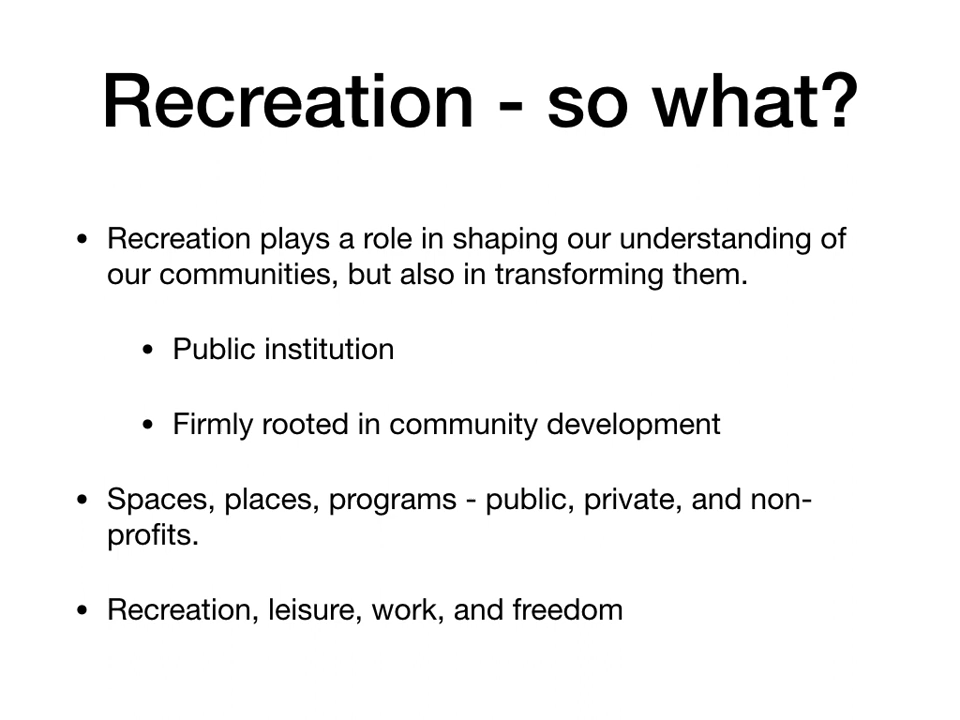 Recreation - so what?
• Recreation plays a role in shaping our understanding of
our communities, but also in transforming them.
• Public institution
• Firmly rooted in community development
• Spaces, places, programs - public, private, and non-
profits.
• Recreation, leisure, work, and freedom